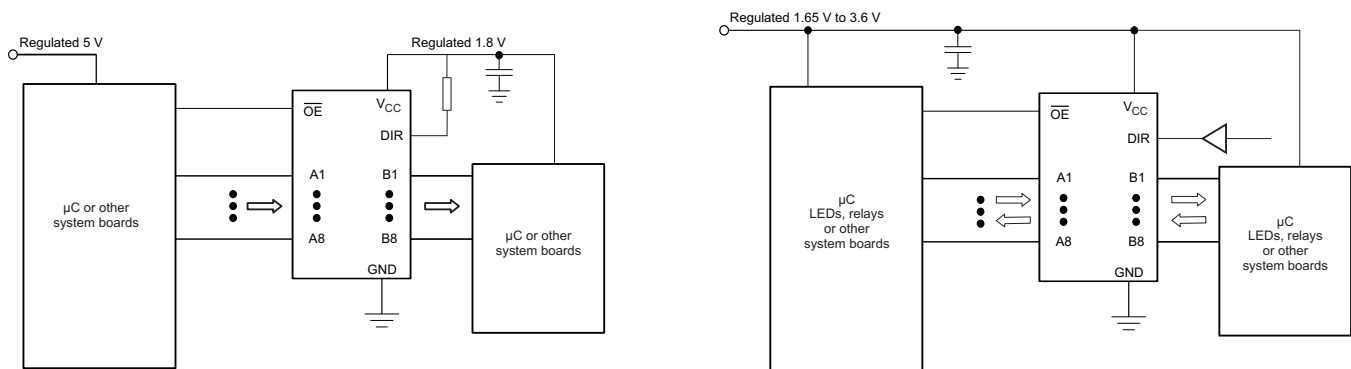 Regulated 5 V
Regulated 1.8 V
OE
VCC
DIR
A1
B1
µC or other
system boards
A8
B8
GND
µC or other
system boards
Regulated 1.65 V to 3.6 V
OE
VCC
DIR
A1
B1
µC
LEDs, relays
or other
system boards
A8
B8
GND
µC
LEDs, relays
or other
system boards